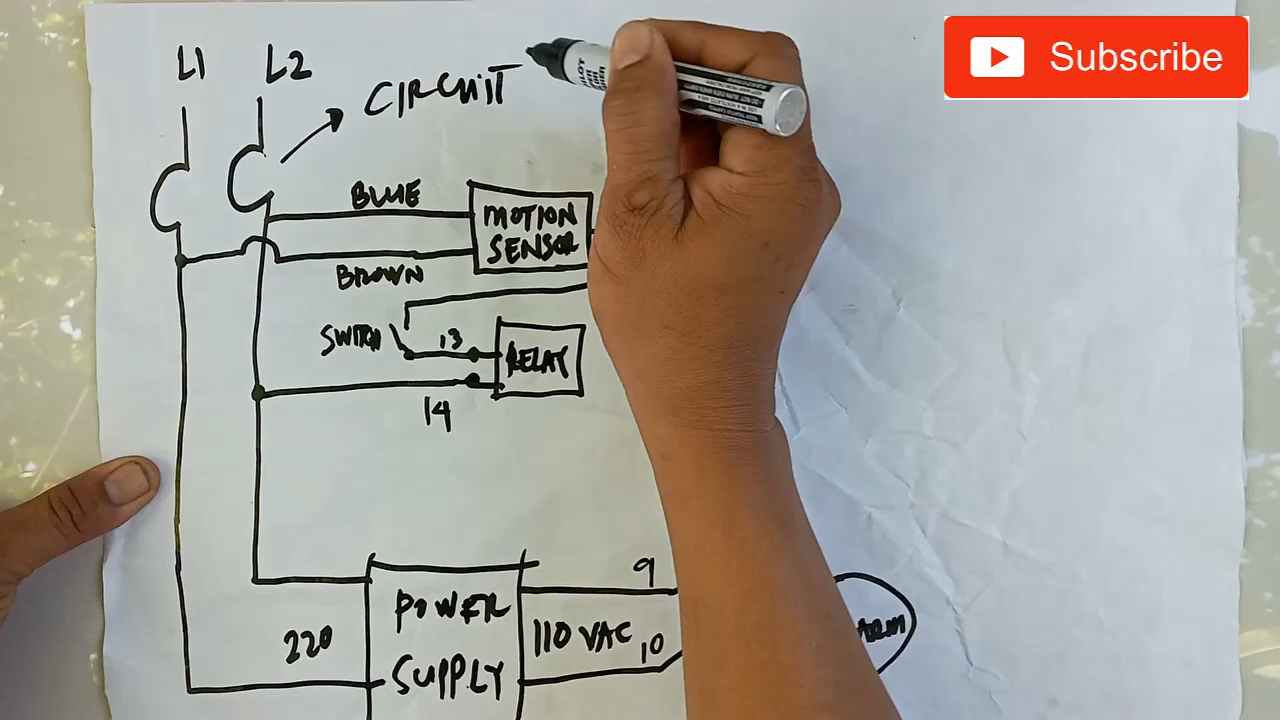 L1
L2
CIRCUIT
Subscribe
BLUE
MOTION
SENSOR
BROWN
SWITCH
13
RELAY
14
9
POWER
SUPPLY
220
110 VAC
10
PILOT